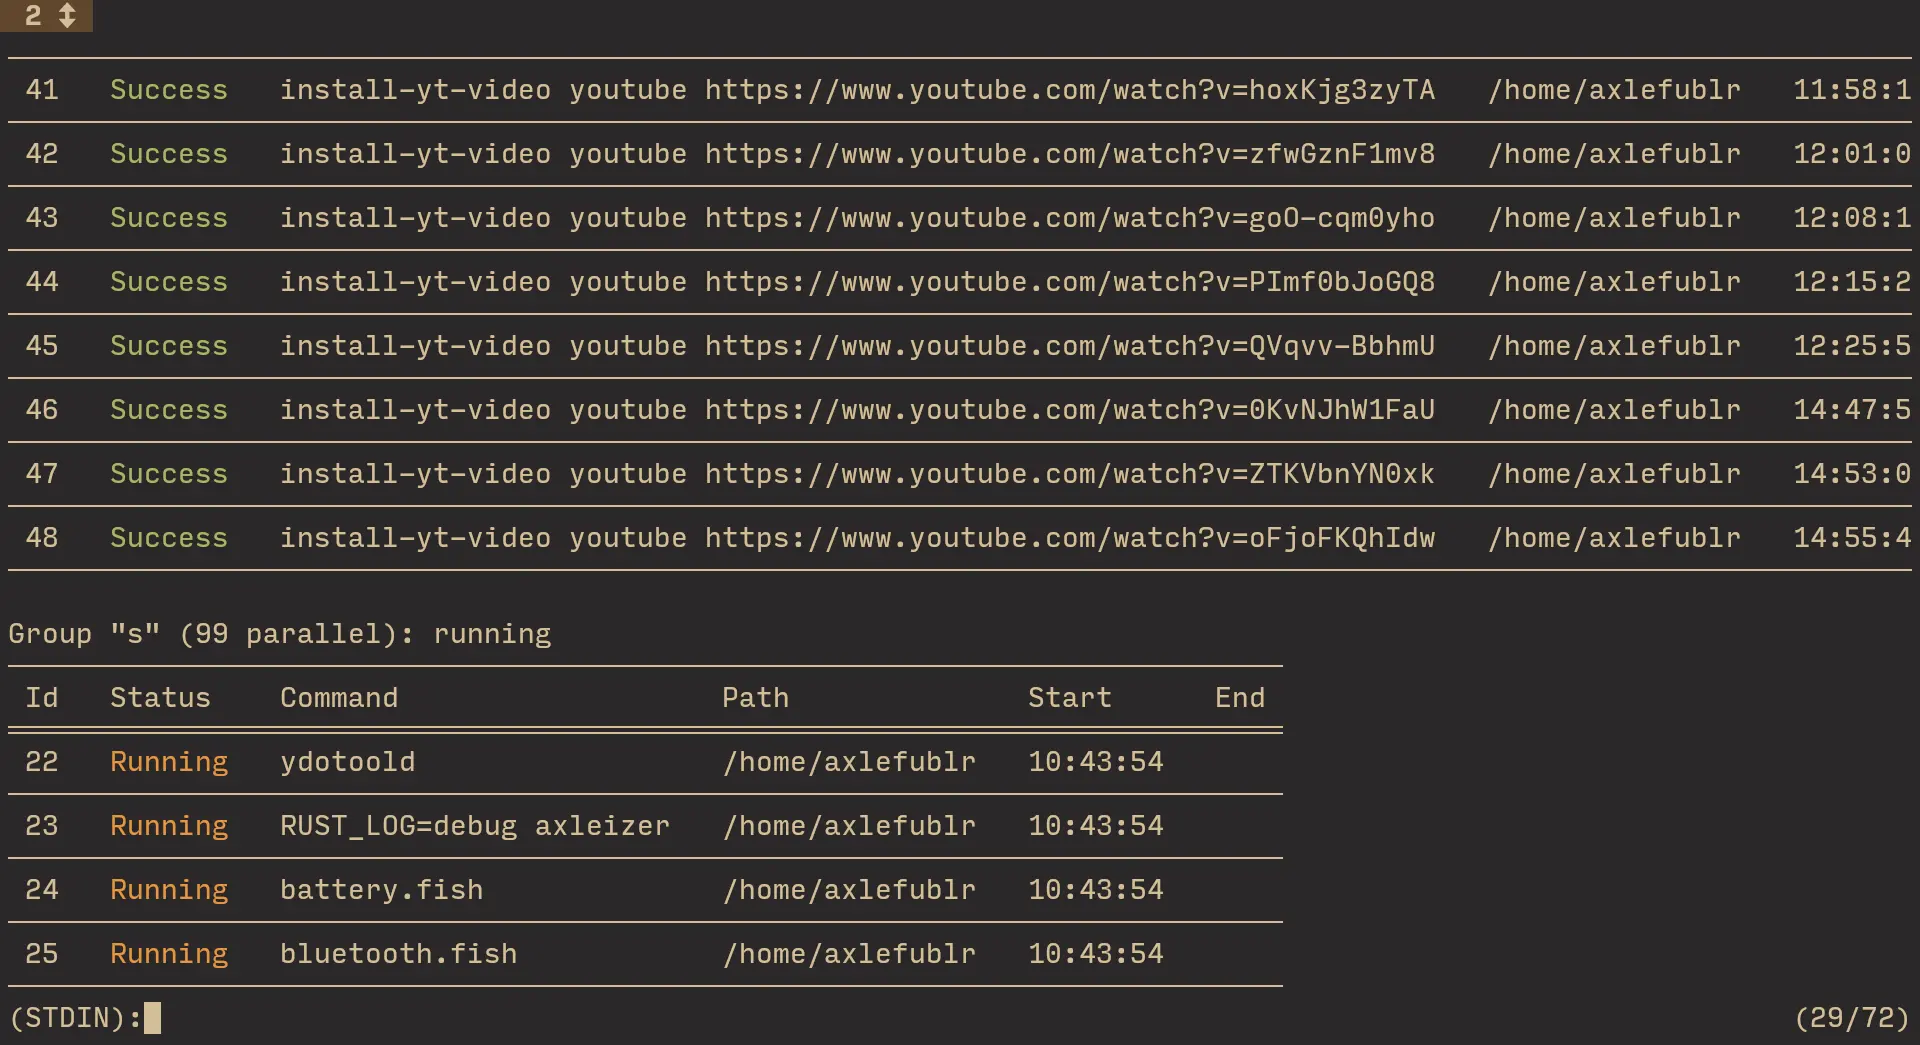 2 ↕
41 Success install-yt-video youtube https://www.youtube.com/watch?v=hoxKjg3zyTA /home/axlefublr 11:58:1
42 Success install-yt-video youtube https://www.youtube.com/watch?v=zfwGznF1mv8 /home/axlefublr 12:01:0
43 Success install-yt-video youtube https://www.youtube.com/watch?v=goO-cqm0yho /home/axlefublr 12:08:1
44 Success install-yt-video youtube https://www.youtube.com/watch?v=PImf0bJoGQ8 /home/axlefublr 12:15:2
45 Success install-yt-video youtube https://www.youtube.com/watch?v=QVqvv-BbhmU /home/axlefublr 12:25:5
46 Success install-yt-video youtube https://www.youtube.com/watch?v=0KvNJhW1FaU /home/axlefublr 14:47:5
47 Success install-yt-video youtube https://www.youtube.com/watch?v=ZTKVbnYN0xk /home/axlefublr 14:53:0
48 Success install-yt-video youtube https://www.youtube.com/watch?v=oFjoFKQhIdw /home/axlefublr 14:55:4
Group "s" (99 parallel): running
Id Status Command Path Start End
22 Running ydotoold /home/axlefublr 10:43:54
23 Running RUST_LOG=debug axleizer /home/axlefublr 10:43:54
24 Running battery.fish /home/axlefublr 10:43:54
25 Running bluetooth.fish /home/axlefublr 10:43:54
(STDIN): (29/72)